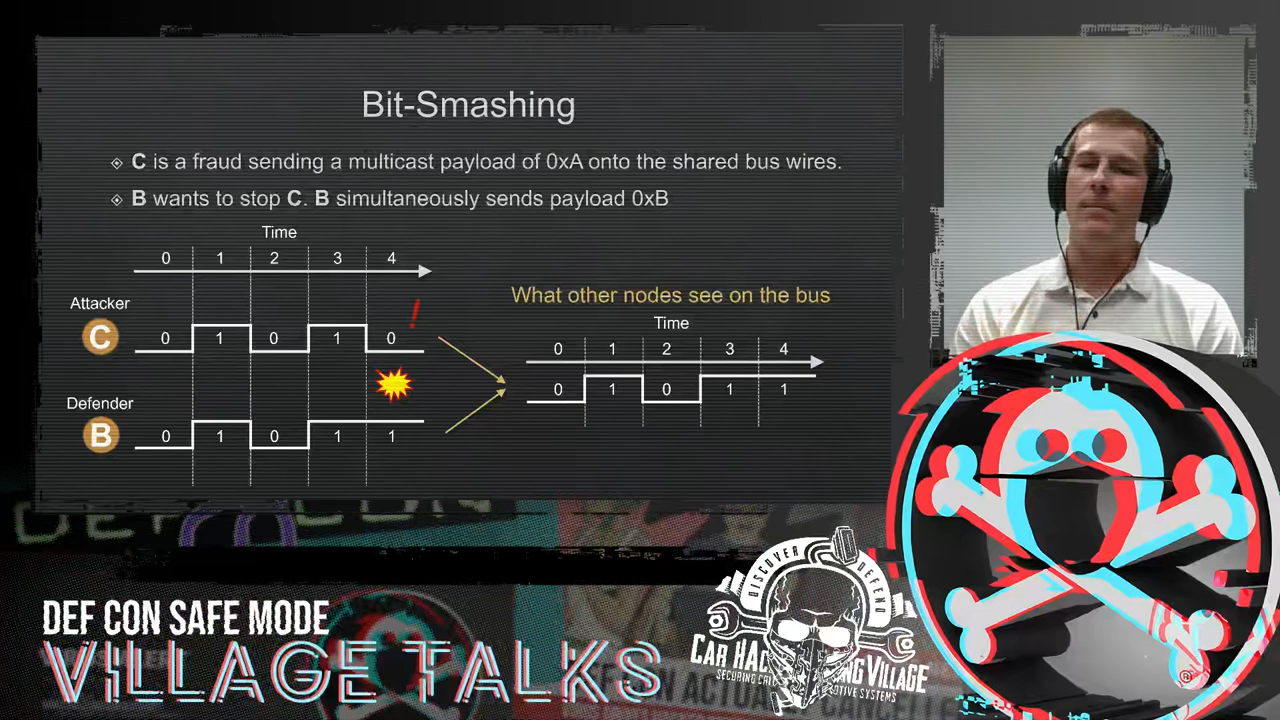 Bit-Smashing
C is a fraud sending a multicast payload of 0xA onto the shared bus wires.
B wants to stop C. B simultaneously sends payload 0xB
Time
0 1 2 3 4
Attacker
C 0 1 0 1 0
!
Defender
B 0 1 0 1 1
What other nodes see on the bus
Time
0 1 2 3 4
0 1 0 1 1
DEF CON SAFE MODE
VILLAGE TALKS
DISCOVER
DEFEND
CAR HACKING VILLAGE
®